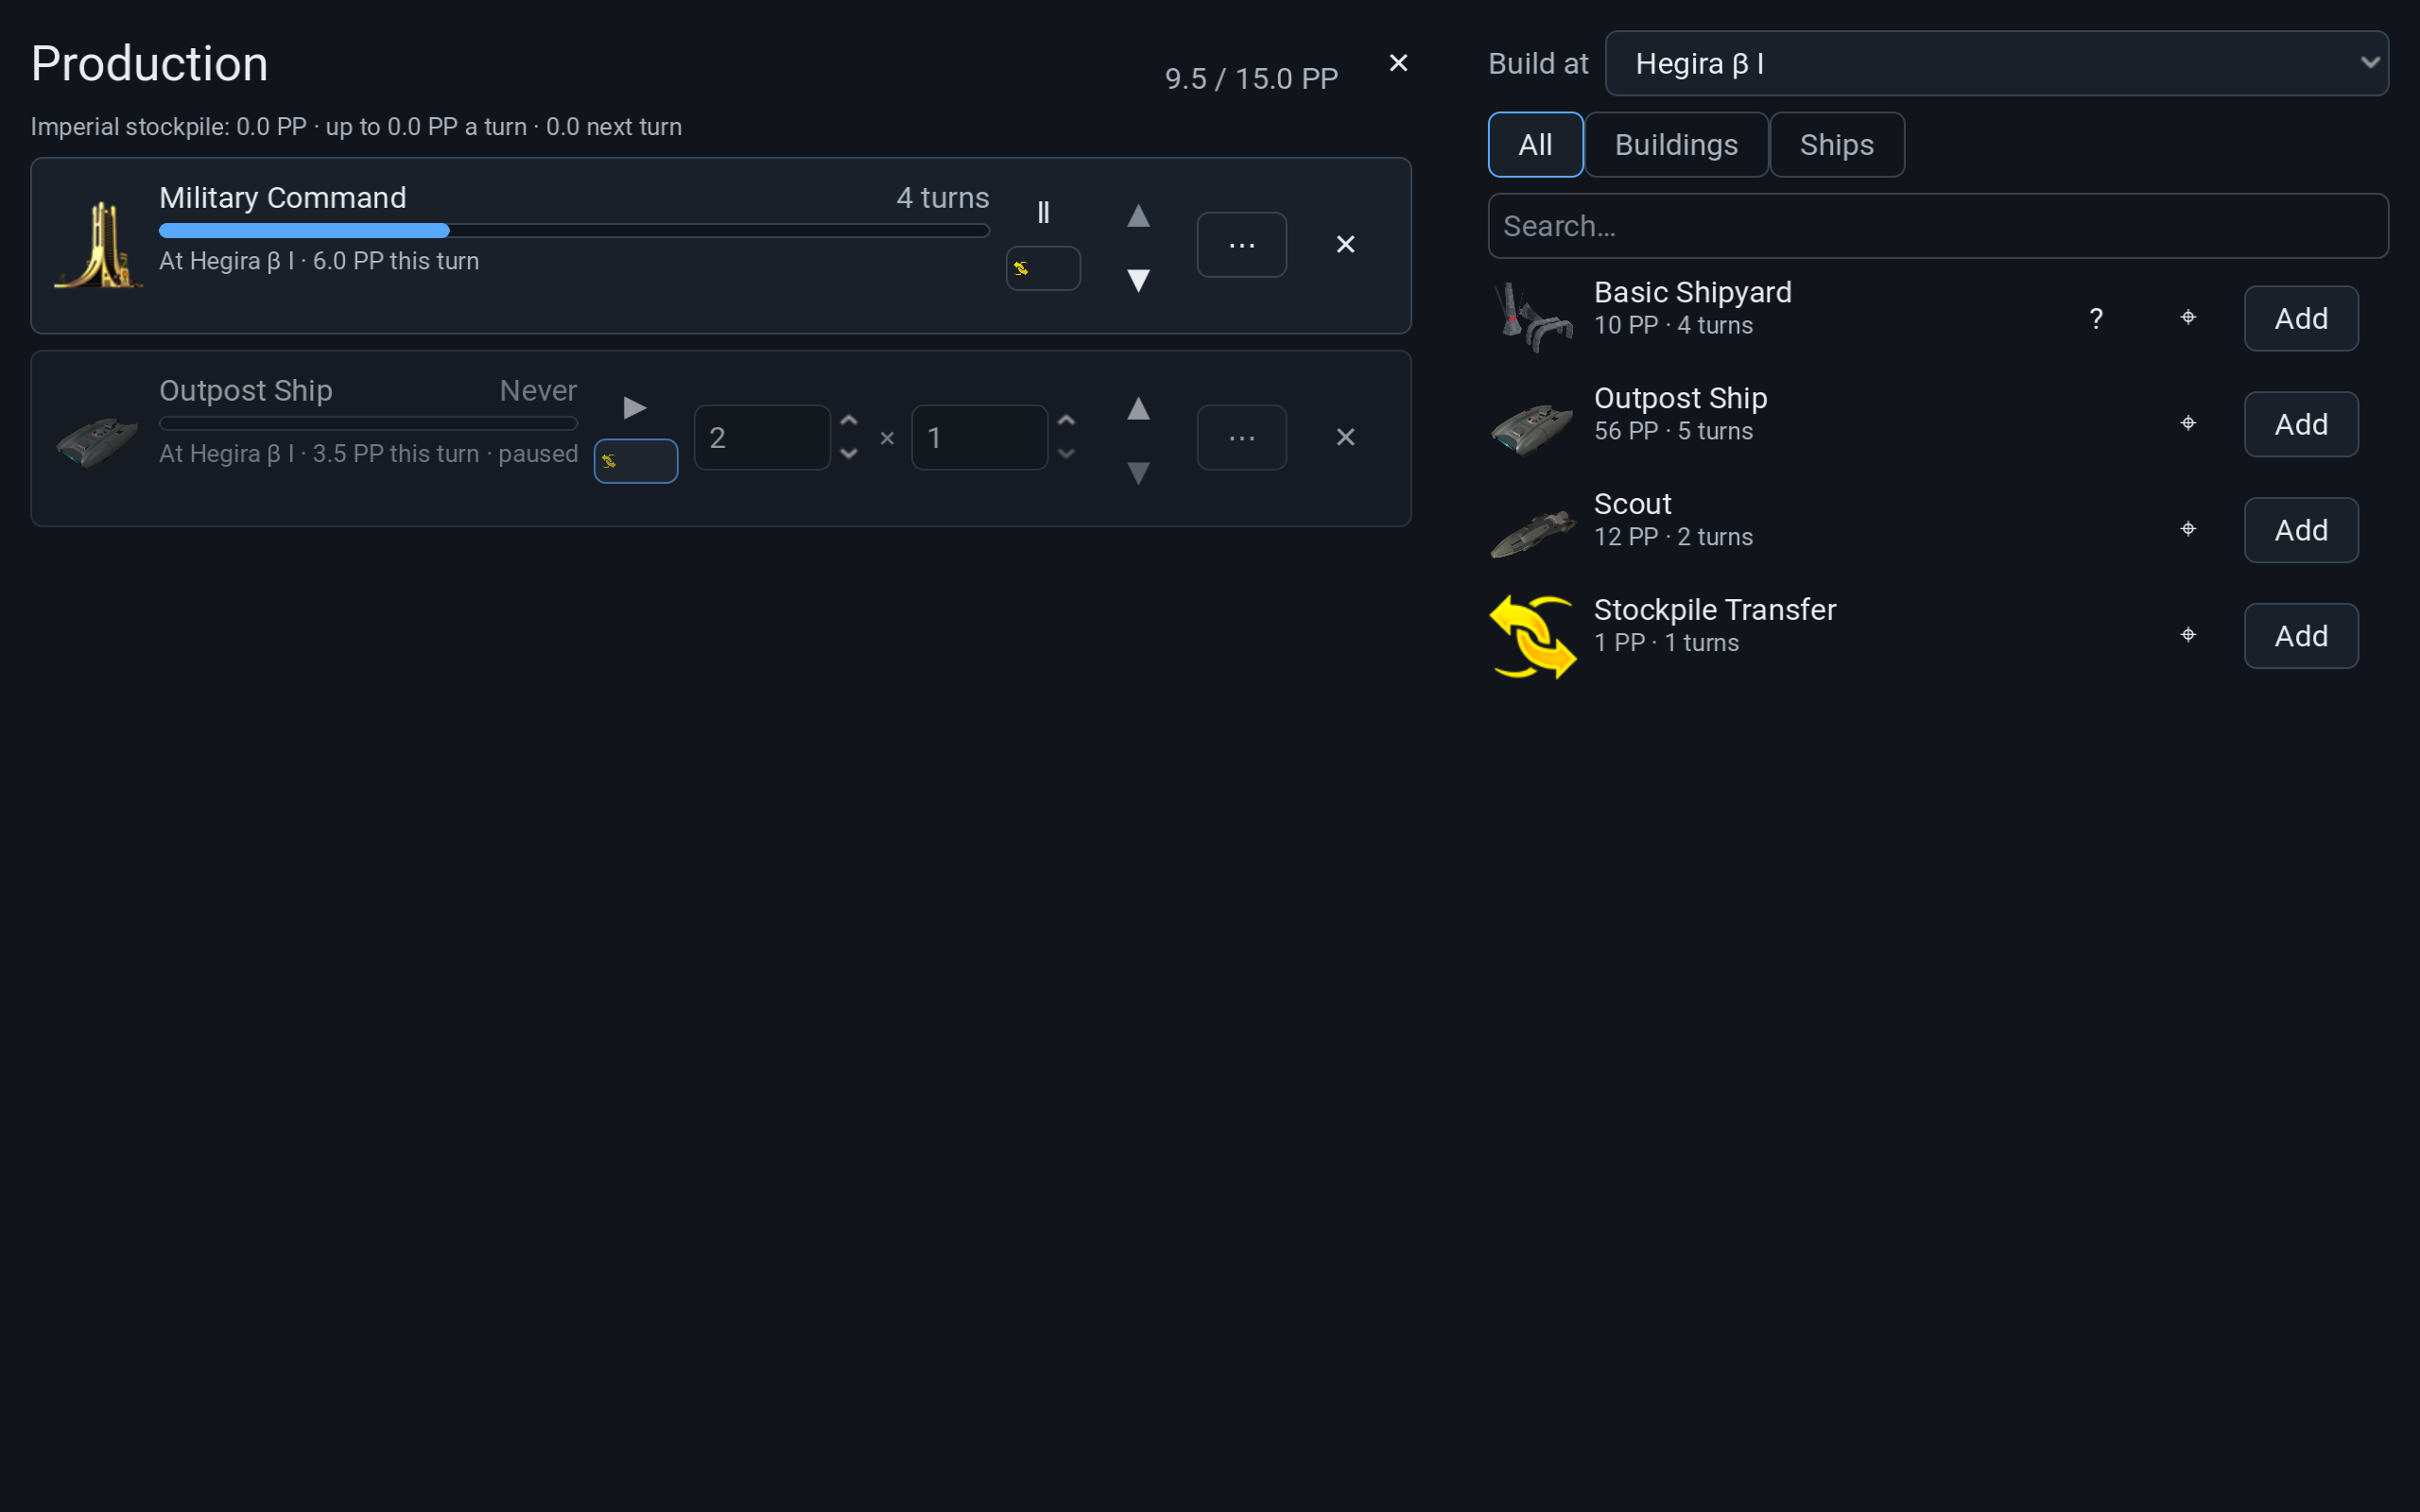 Production
9.5 / 15.0 PP
×
Imperial stockpile: 0.0 PP · up to 0.0 PP a turn · 0.0 next turn
Military Command
4 turns
At Hegira β I · 6.0 PP this turn
...
×
Outpost Ship
Never
At Hegira β I · 3.5 PP this turn · paused
2 × 1
...
×
Build at
Hegira β I
All
Buildings
Ships
Search…
Basic Shipyard
10 PP · 4 turns
?
Add
Outpost Ship
56 PP · 5 turns
Add
Scout
12 PP · 2 turns
Add
Stockpile Transfer
1 PP · 1 turns
Add